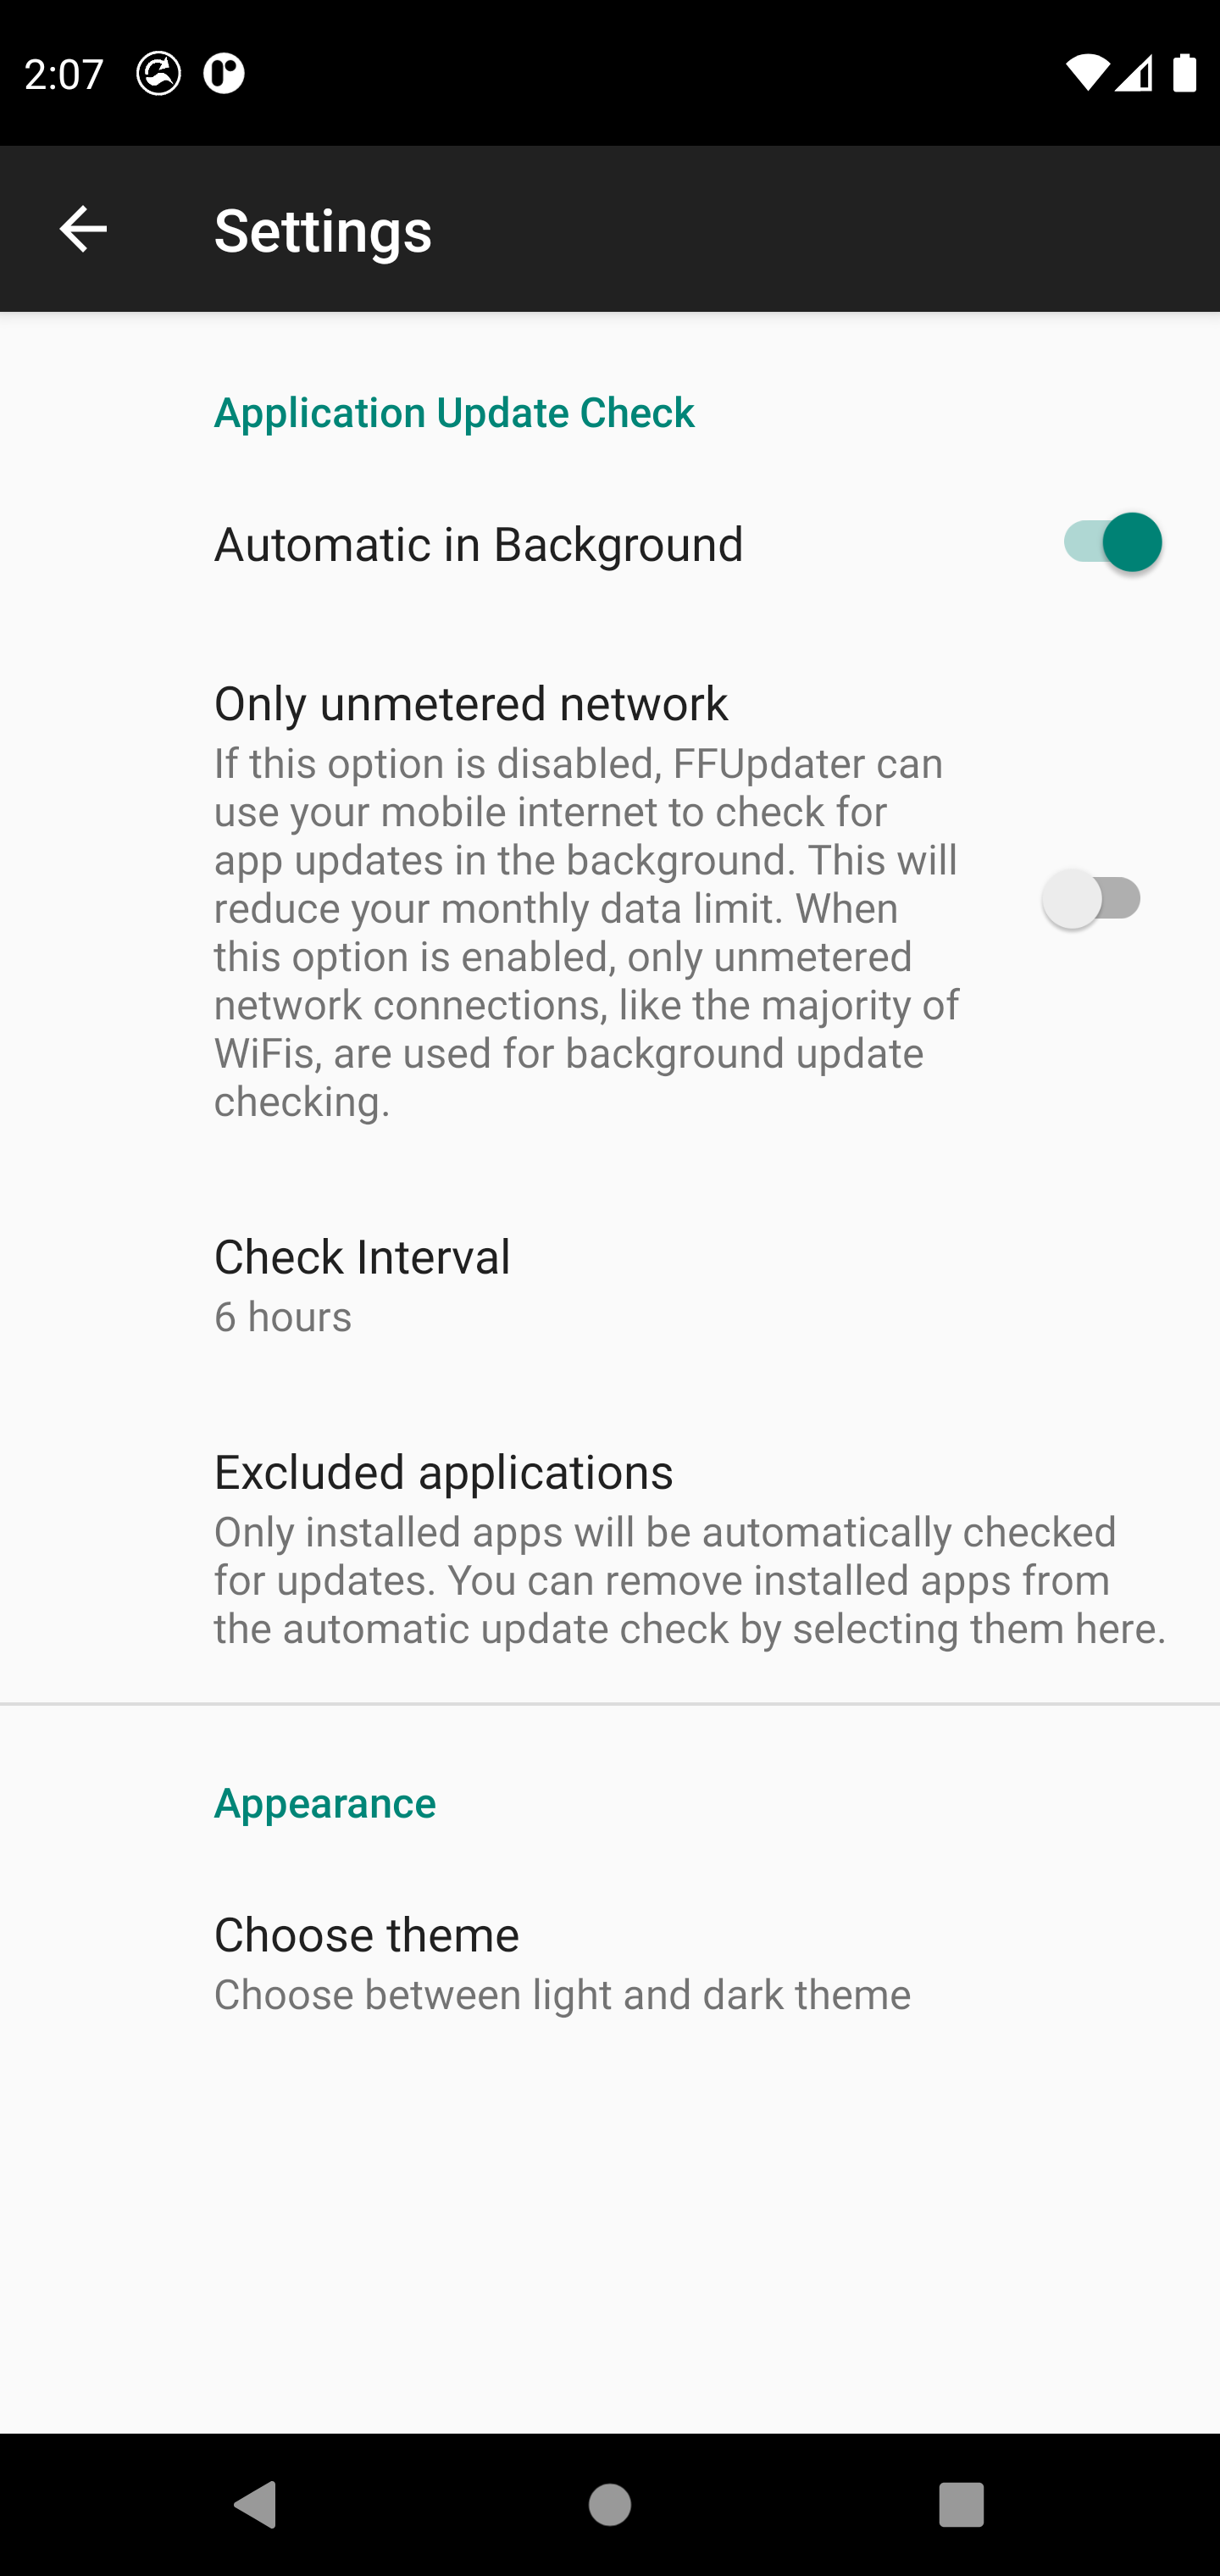 2:07
Settings
Application Update Check
Automatic in Background
Only unmetered network
If this option is disabled, FFUpdater can
use your mobile internet to check for
app updates in the background. This will
reduce your monthly data limit. When
this option is enabled, only unmetered
network connections, like the majority of
WiFis, are used for background update
checking.
Check Interval
6 hours
Excluded applications
Only installed apps will be automatically checked
for updates. You can remove installed apps from
the automatic update check by selecting them here.
Appearance
Choose theme
Choose between light and dark theme